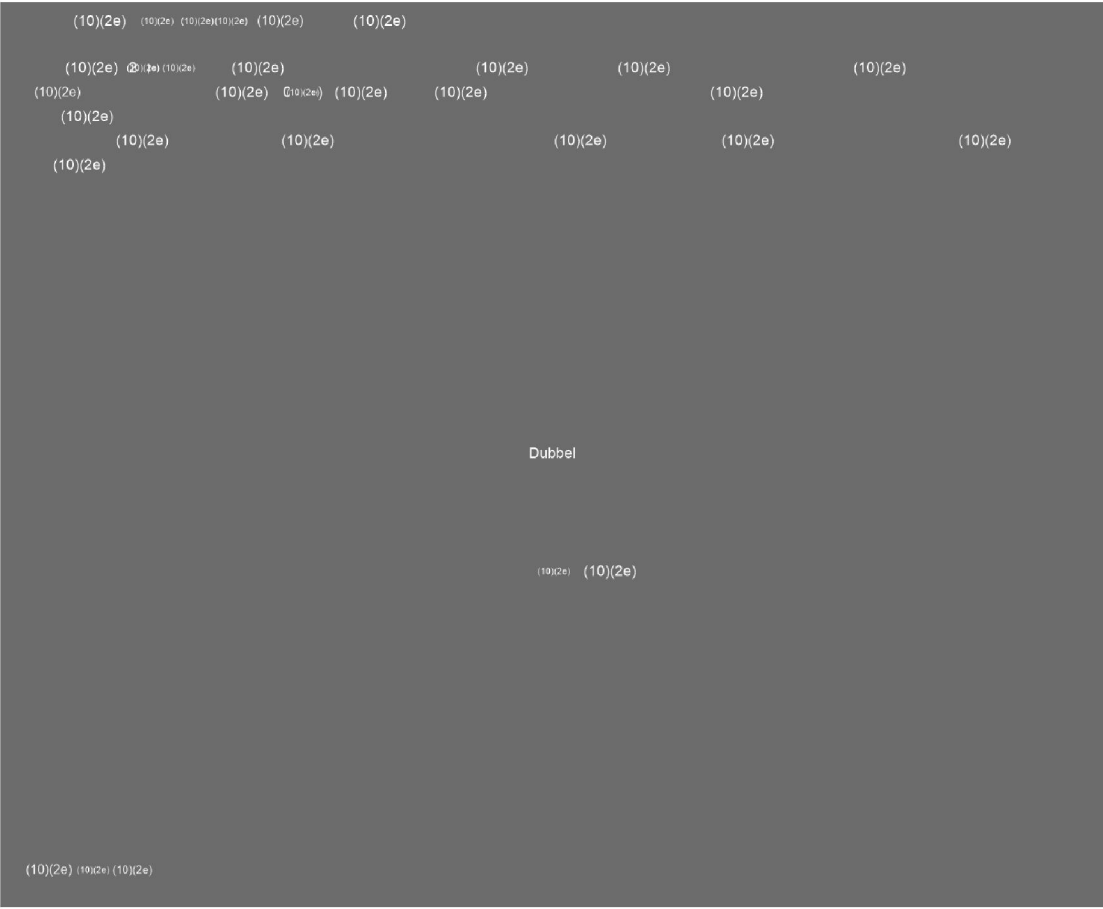 (10)(2e) (10)(2e) (10)(2e)(10)(2e) (10)(2e) (10)(2e)
(10)(2e) (10)(2e) (10)(2e) (10)(2e) (10)(2e) (10)(2e)
(10)(2e) (10)(2e) (10)(2e) (10)(2e) (10)(2e) (10)(2e)
(10)(2e)
(10)(2e) (10)(2e) (10)(2e) (10)(2e) (10)(2e)
(10)(2e)
Dubbel
(10)(2e) (10)(2e)
(10)(2e) (10)(2e) (10)(2e)